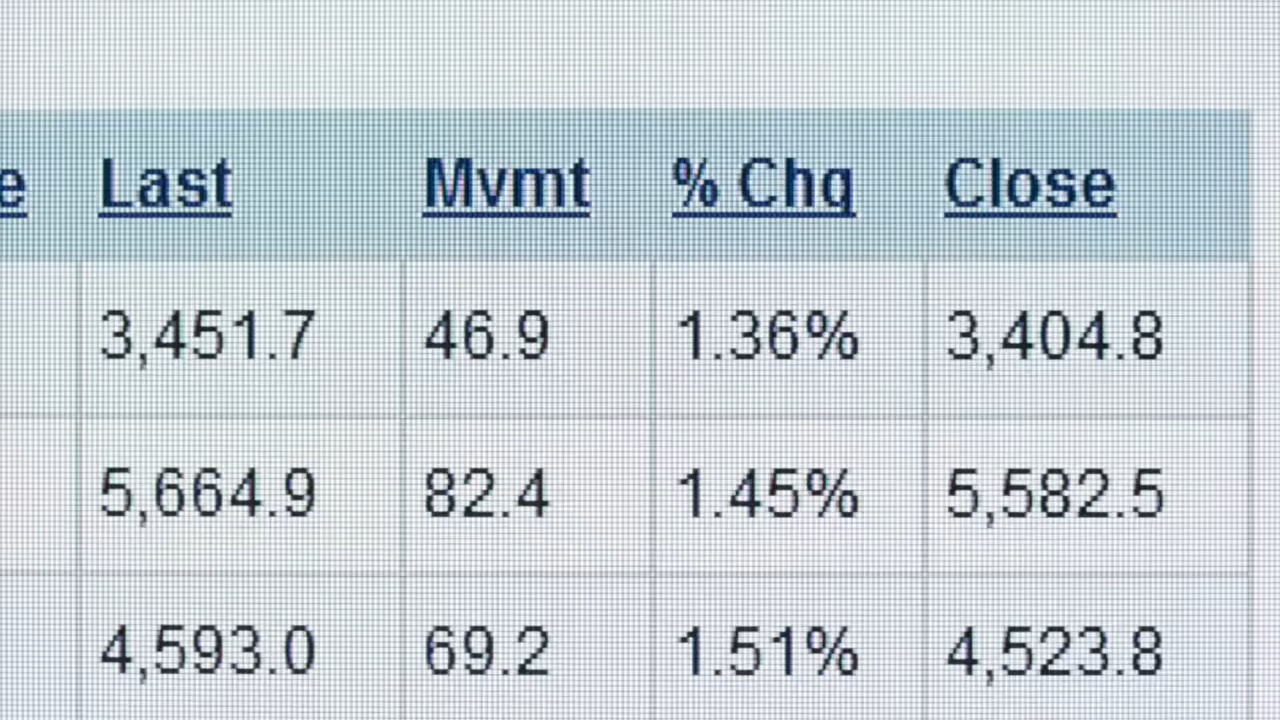 e Last Mvmt % Chg Close
3,451.7 46.9 1.36% 3,404.8
5,664.9 82.4 1.45% 5,582.5
4,593.0 69.2 1.51% 4,523.8